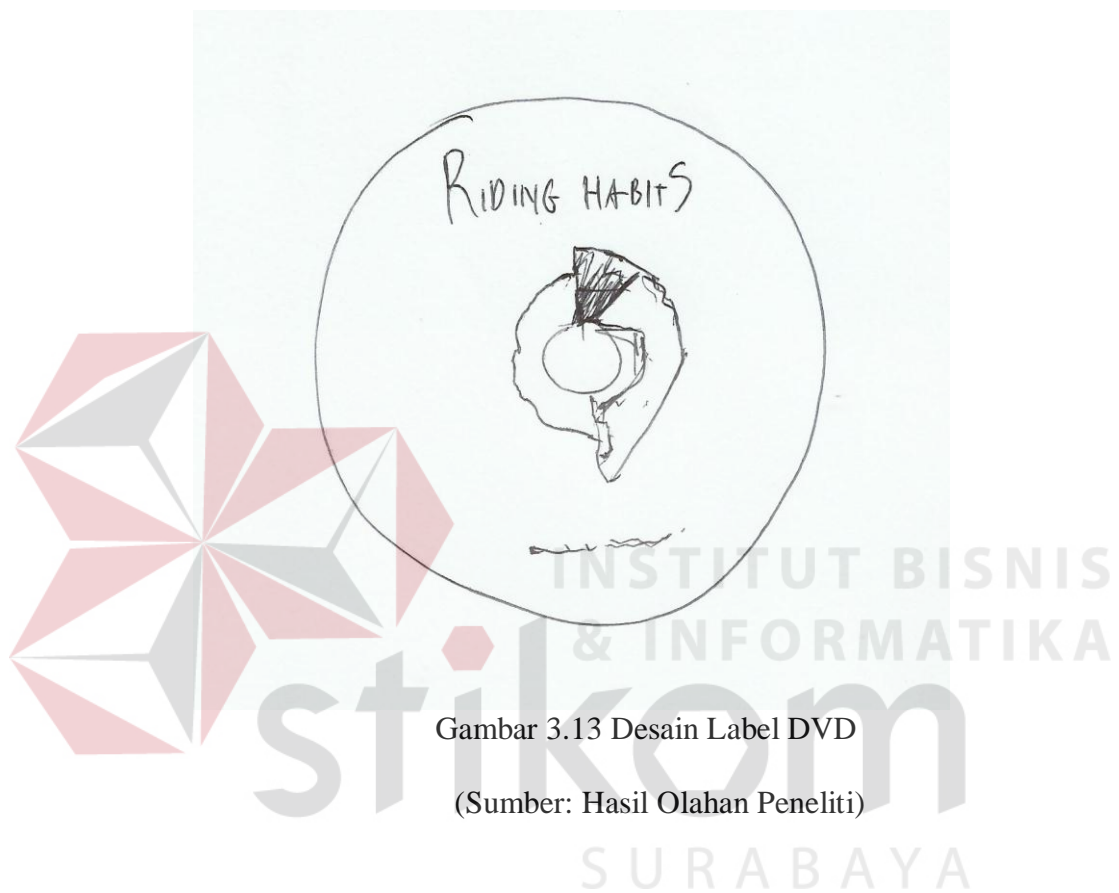 RIDING HABITS
INSTITUT BISNIS
& INFORMATIKA
stikom
Gambar 3.13 Desain Label DVD
(Sumber: Hasil Olahan Peneliti)
SURABAYA